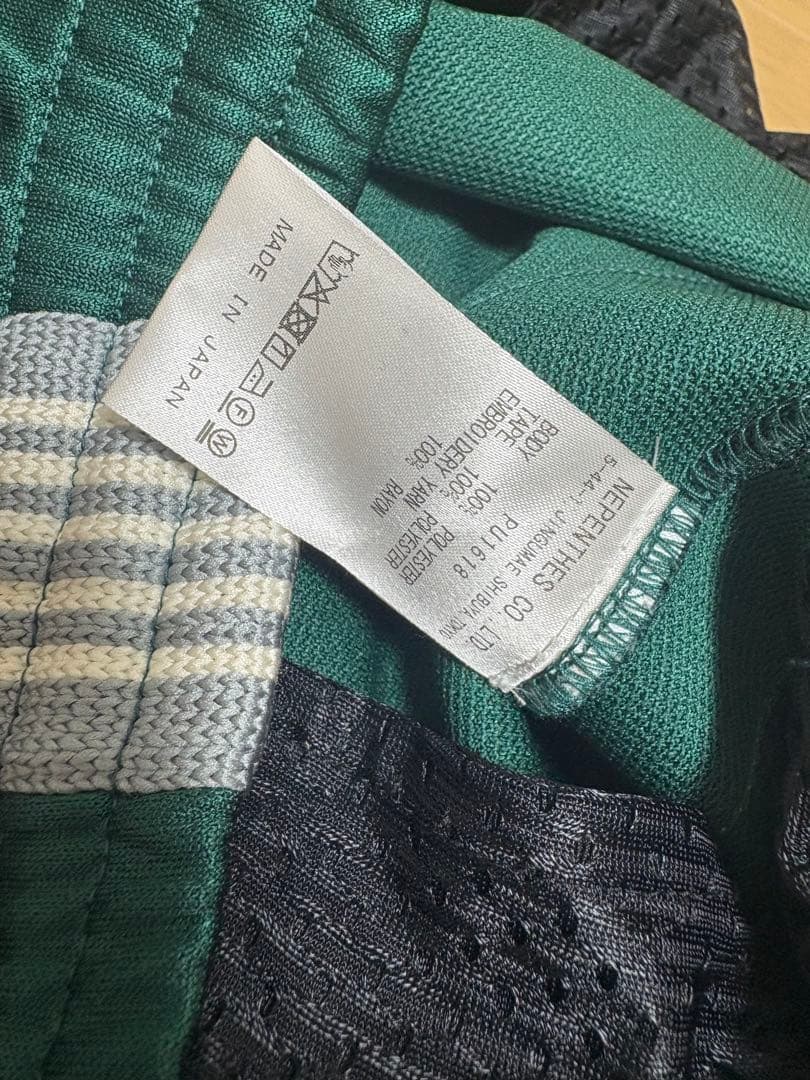 NEPENTHES CO., LTD
5-44-1 JINGUMAE SHIBUYA TOKYO
PU1618
BODY 100% POLYESTER
TAPE 100% POLYESTER
EMBROIDERY YARN 100% RAYON
F
W
MADE IN JAPAN